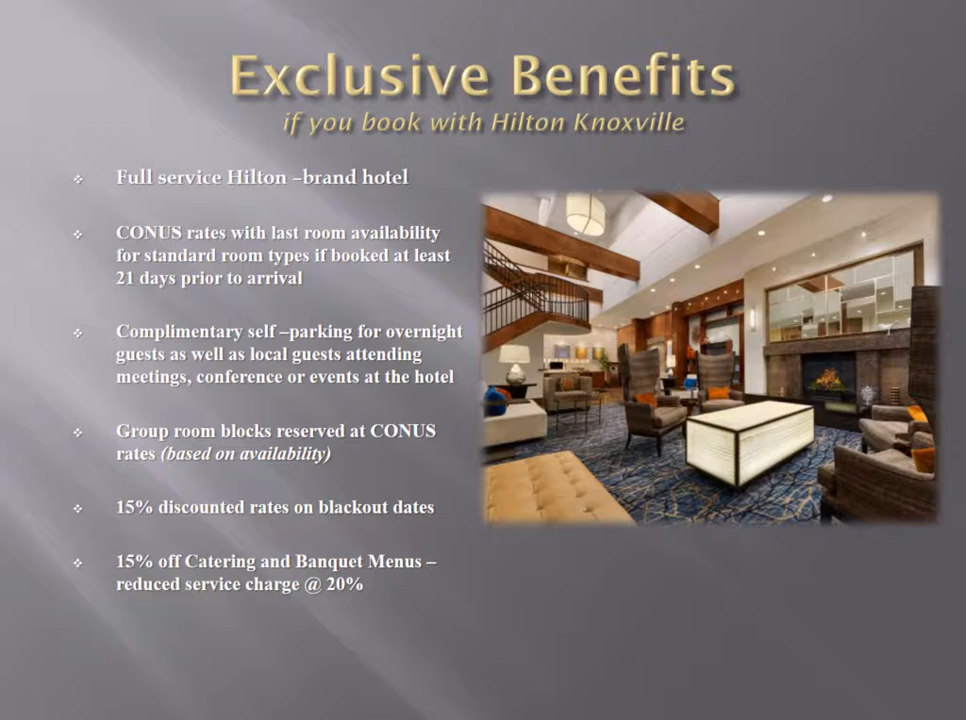 Exclusive Benefits
if you book with Hilton Knoxville
Full service Hilton –brand hotel
CONUS rates with last room availability
for standard room types if booked at least
21 days prior to arrival
Complimentary self –parking for overnight
guests as well as local guests attending
meetings, conference or events at the hotel
Group room blocks reserved at CONUS
rates (based on availability)
15% discounted rates on blackout dates
15% off Catering and Banquet Menus –
reduced service charge @ 20%